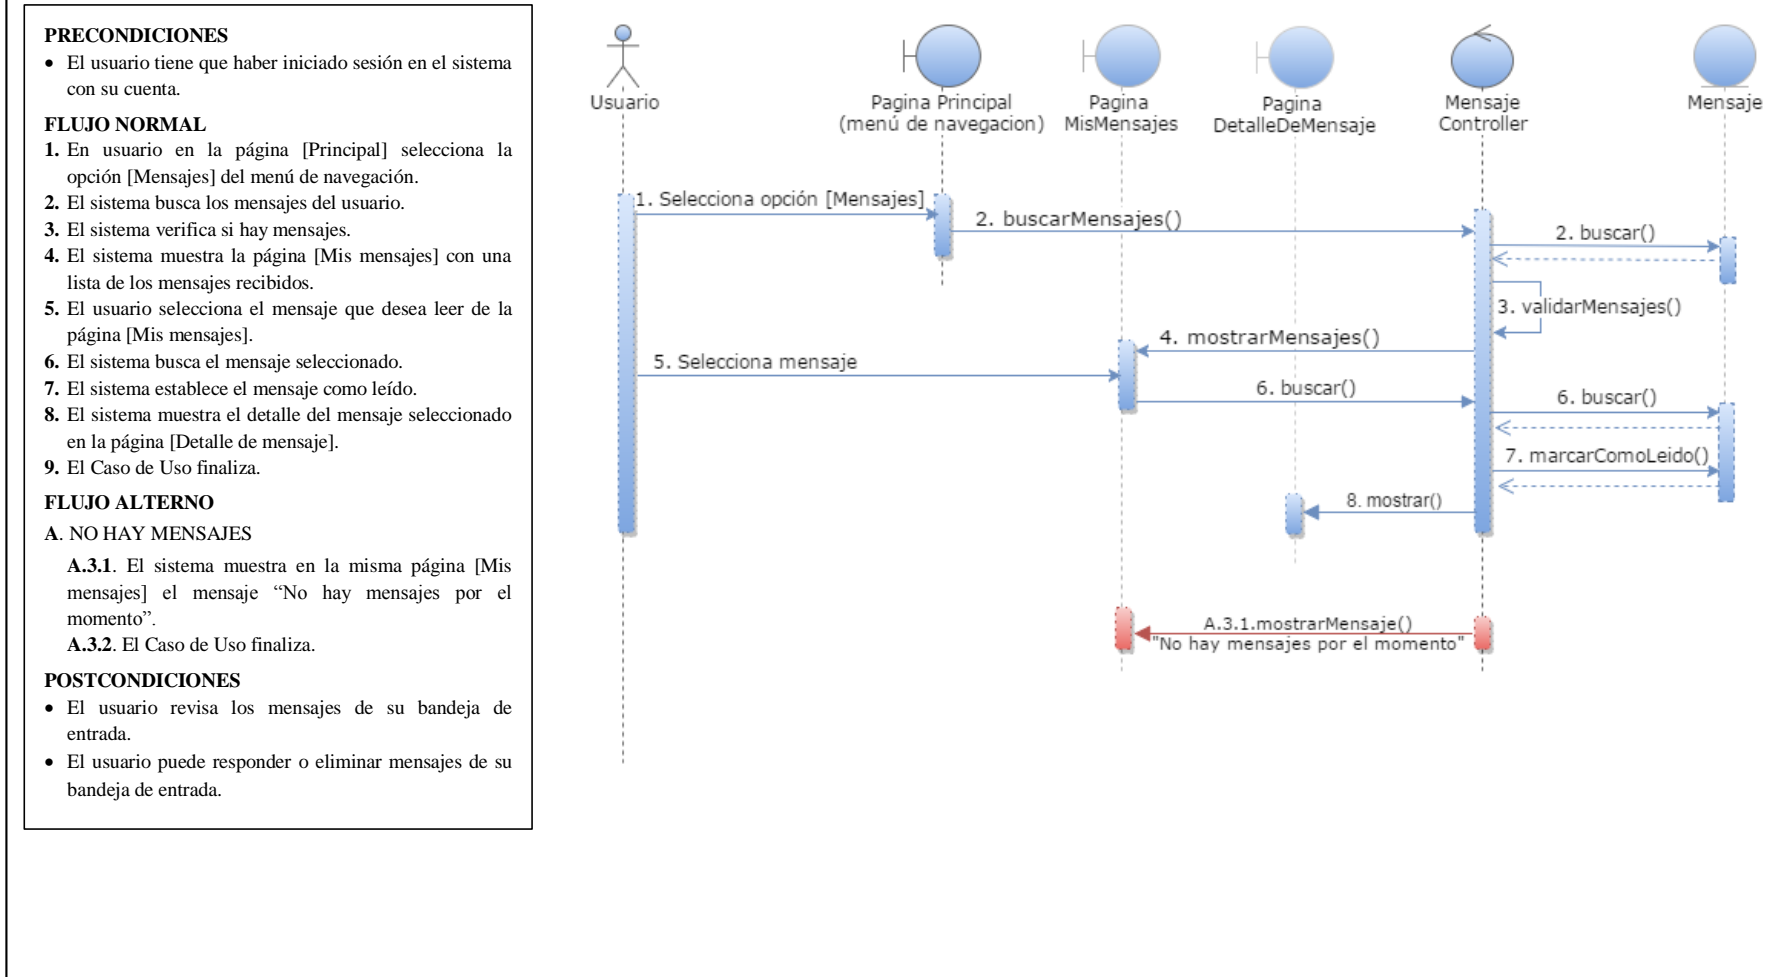 PRECONDICIONES
• El usuario tiene que haber iniciado sesión en el sistema
con su cuenta.
FLUJO NORMAL
1. En usuario en la página [Principal] selecciona la
opción [Mensajes] del menú de navegación.
2. El sistema busca los mensajes del usuario.
3. El sistema verifica si hay mensajes.
4. El sistema muestra la página [Mis mensajes] con una
lista de los mensajes recibidos.
5. El usuario selecciona el mensaje que desea leer de la
página [Mis mensajes].
6. El sistema busca el mensaje seleccionado.
7. El sistema establece el mensaje como leído.
8. El sistema muestra el detalle del mensaje seleccionado
en la página [Detalle de mensaje].
9. El Caso de Uso finaliza.
FLUJO ALTERNO
A. NO HAY MENSAJES
A.3.1. El sistema muestra en la misma página [Mis
mensajes] el mensaje “No hay mensajes por el
momento”.
A.3.2. El Caso de Uso finaliza.
POSTCONDICIONES
• El usuario revisa los mensajes de su bandeja de
entrada.
• El usuario puede responder o eliminar mensajes de su
bandeja de entrada.
Usuario
Pagina Principal
(menú de navegacion)
Pagina
MisMensajes
Pagina
DetalleDeMensaje
Mensaje
Controller
Mensaje
1. Selecciona opción [Mensajes]
2. buscarMensajes()
2. buscar()
3. validarMensajes()
4. mostrarMensajes()
5. Selecciona mensaje
6. buscar()
6. buscar()
7. marcarComoLeido()
8. mostrar()
A.3.1.mostrarMensaje()
"No hay mensajes por el momento"